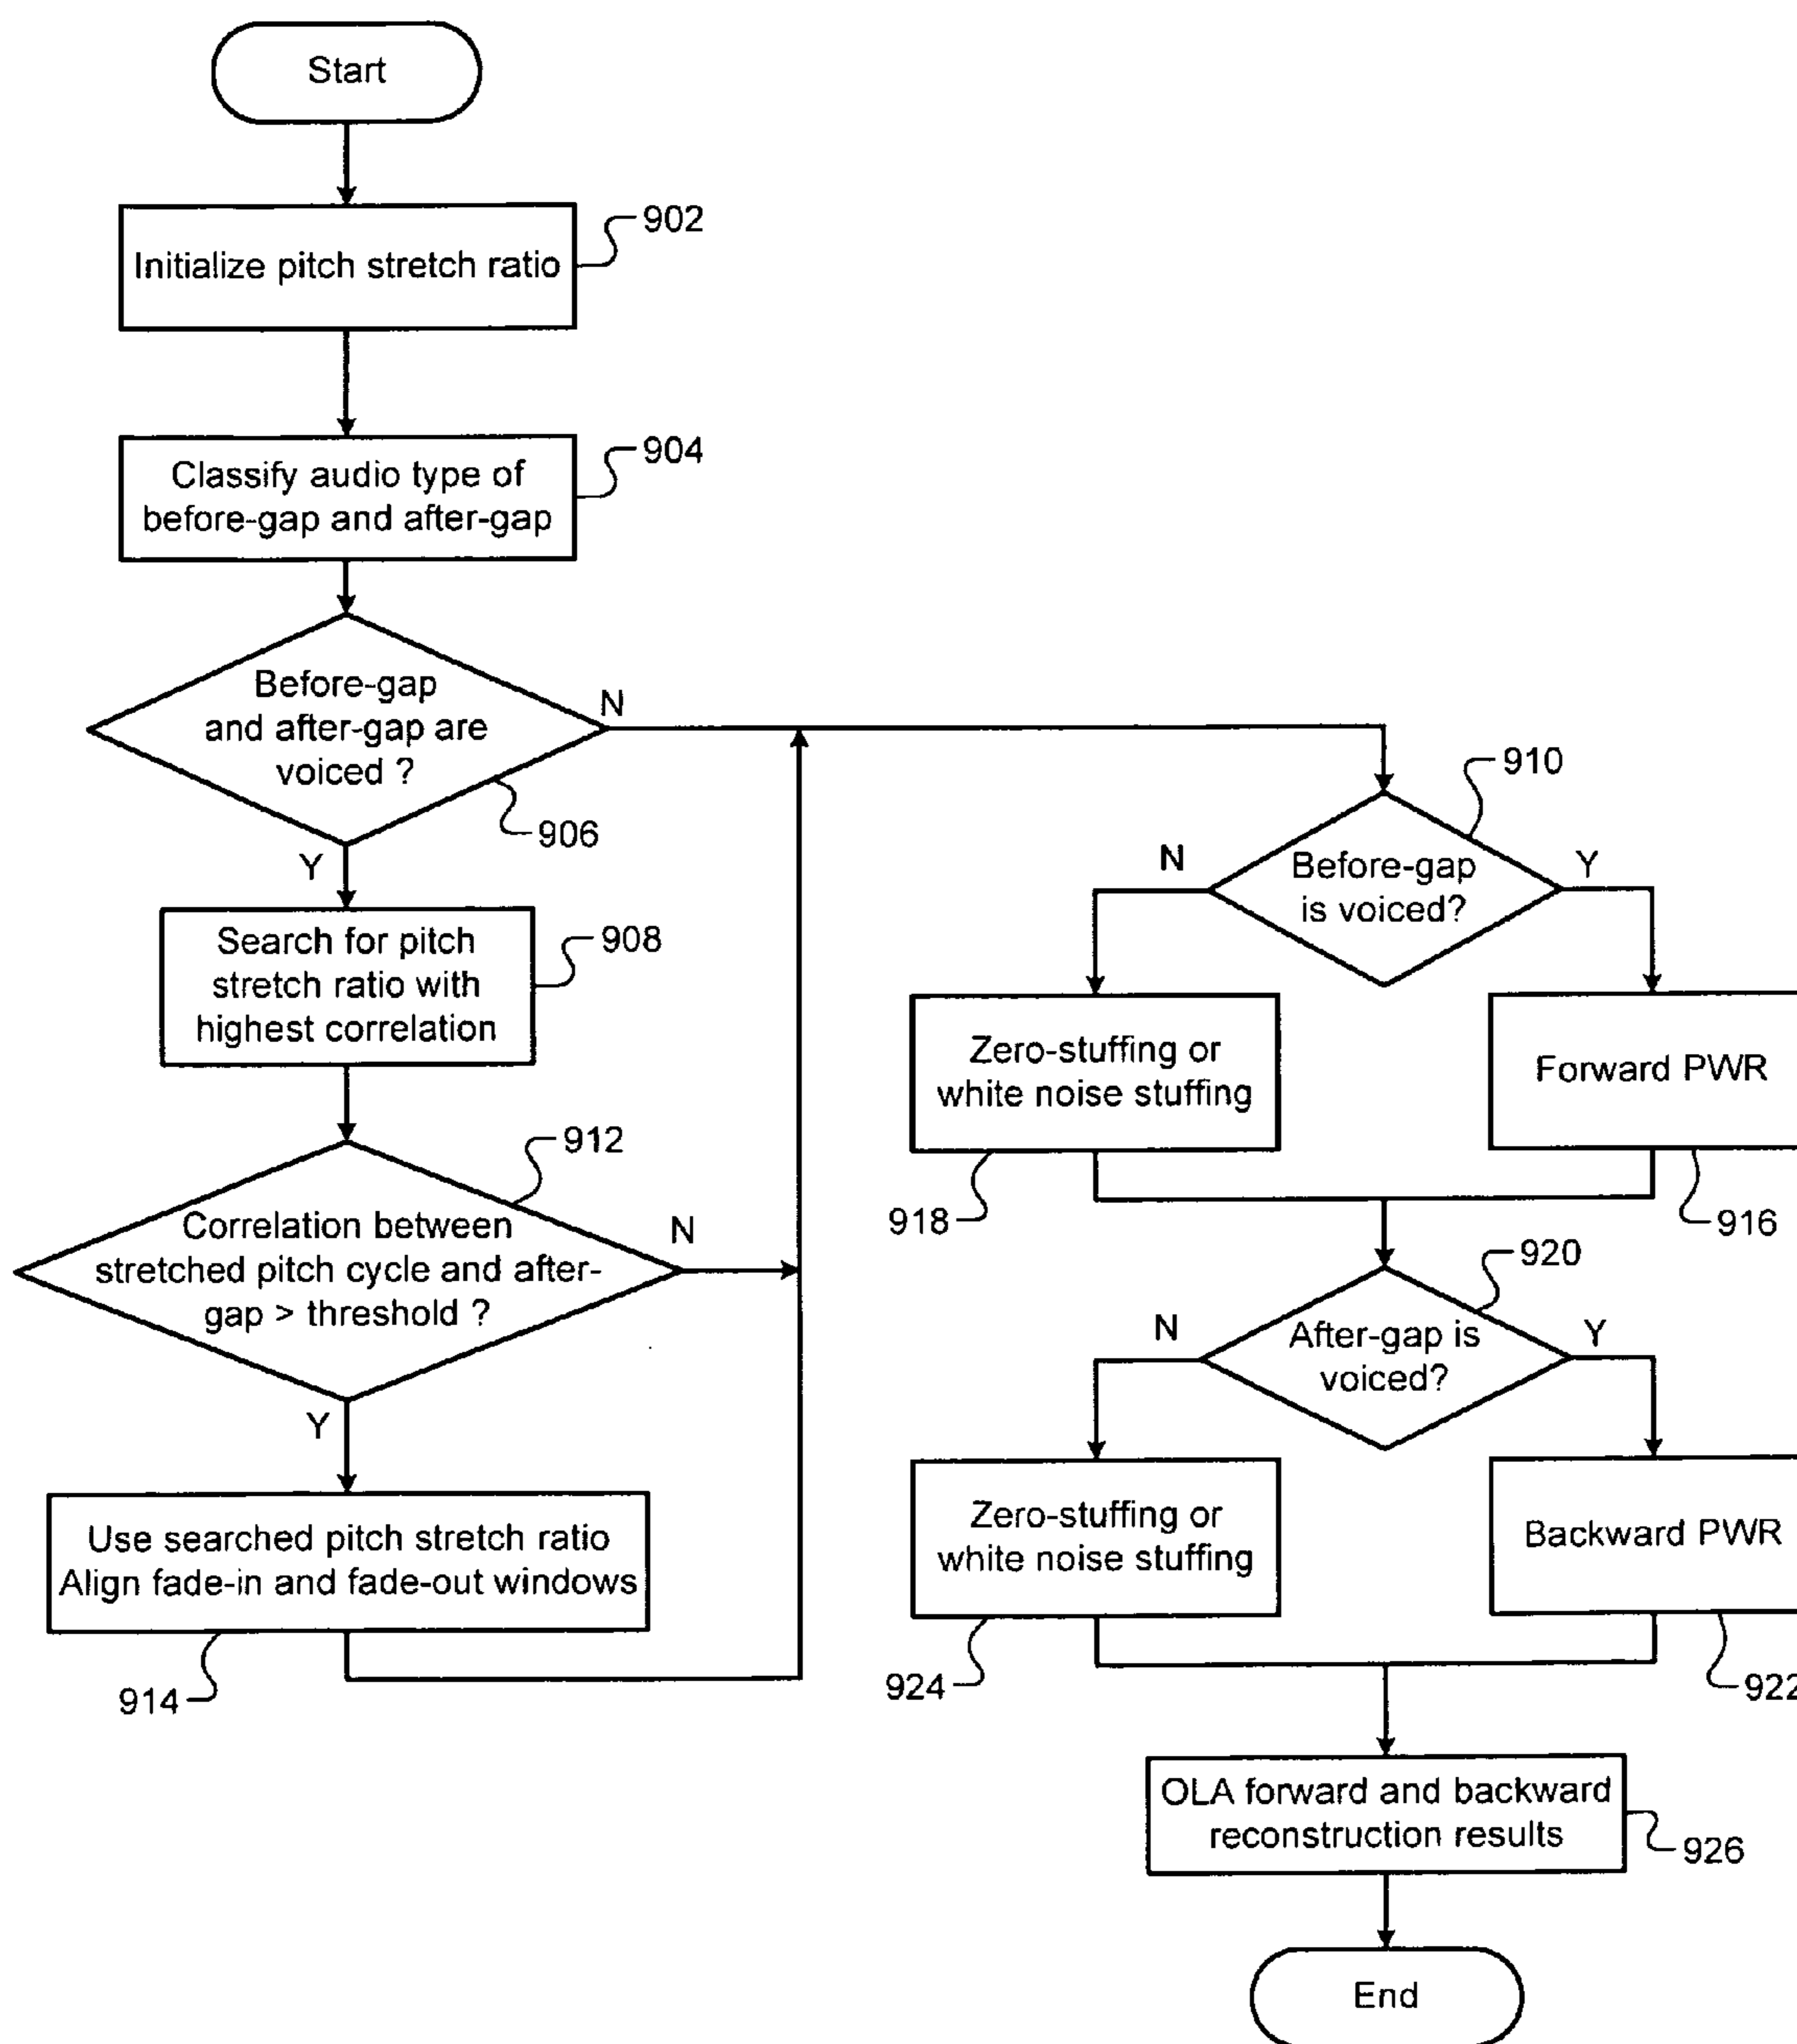 Start
902
Initialize pitch stretch ratio
904
Classify audio type of
before-gap and after-gap
Before-gap
and after-gap are
voiced ?
N
906
Y
908
Search for pitch
stretch ratio with
highest correlation
912
Correlation between
stretched pitch cycle and after-
gap > threshold ?
N
Y
Use searched pitch stretch ratio
Align fade-in and fade-out windows
914
910
Before-gap
is voiced?
N
Y
Zero-stuffing or
white noise stuffing
918
Forward PWR
916
920
After-gap is
voiced?
N
Y
Zero-stuffing or
white noise stuffing
924
Backward PWR
922
OLA forward and backward
reconstruction results
926
End